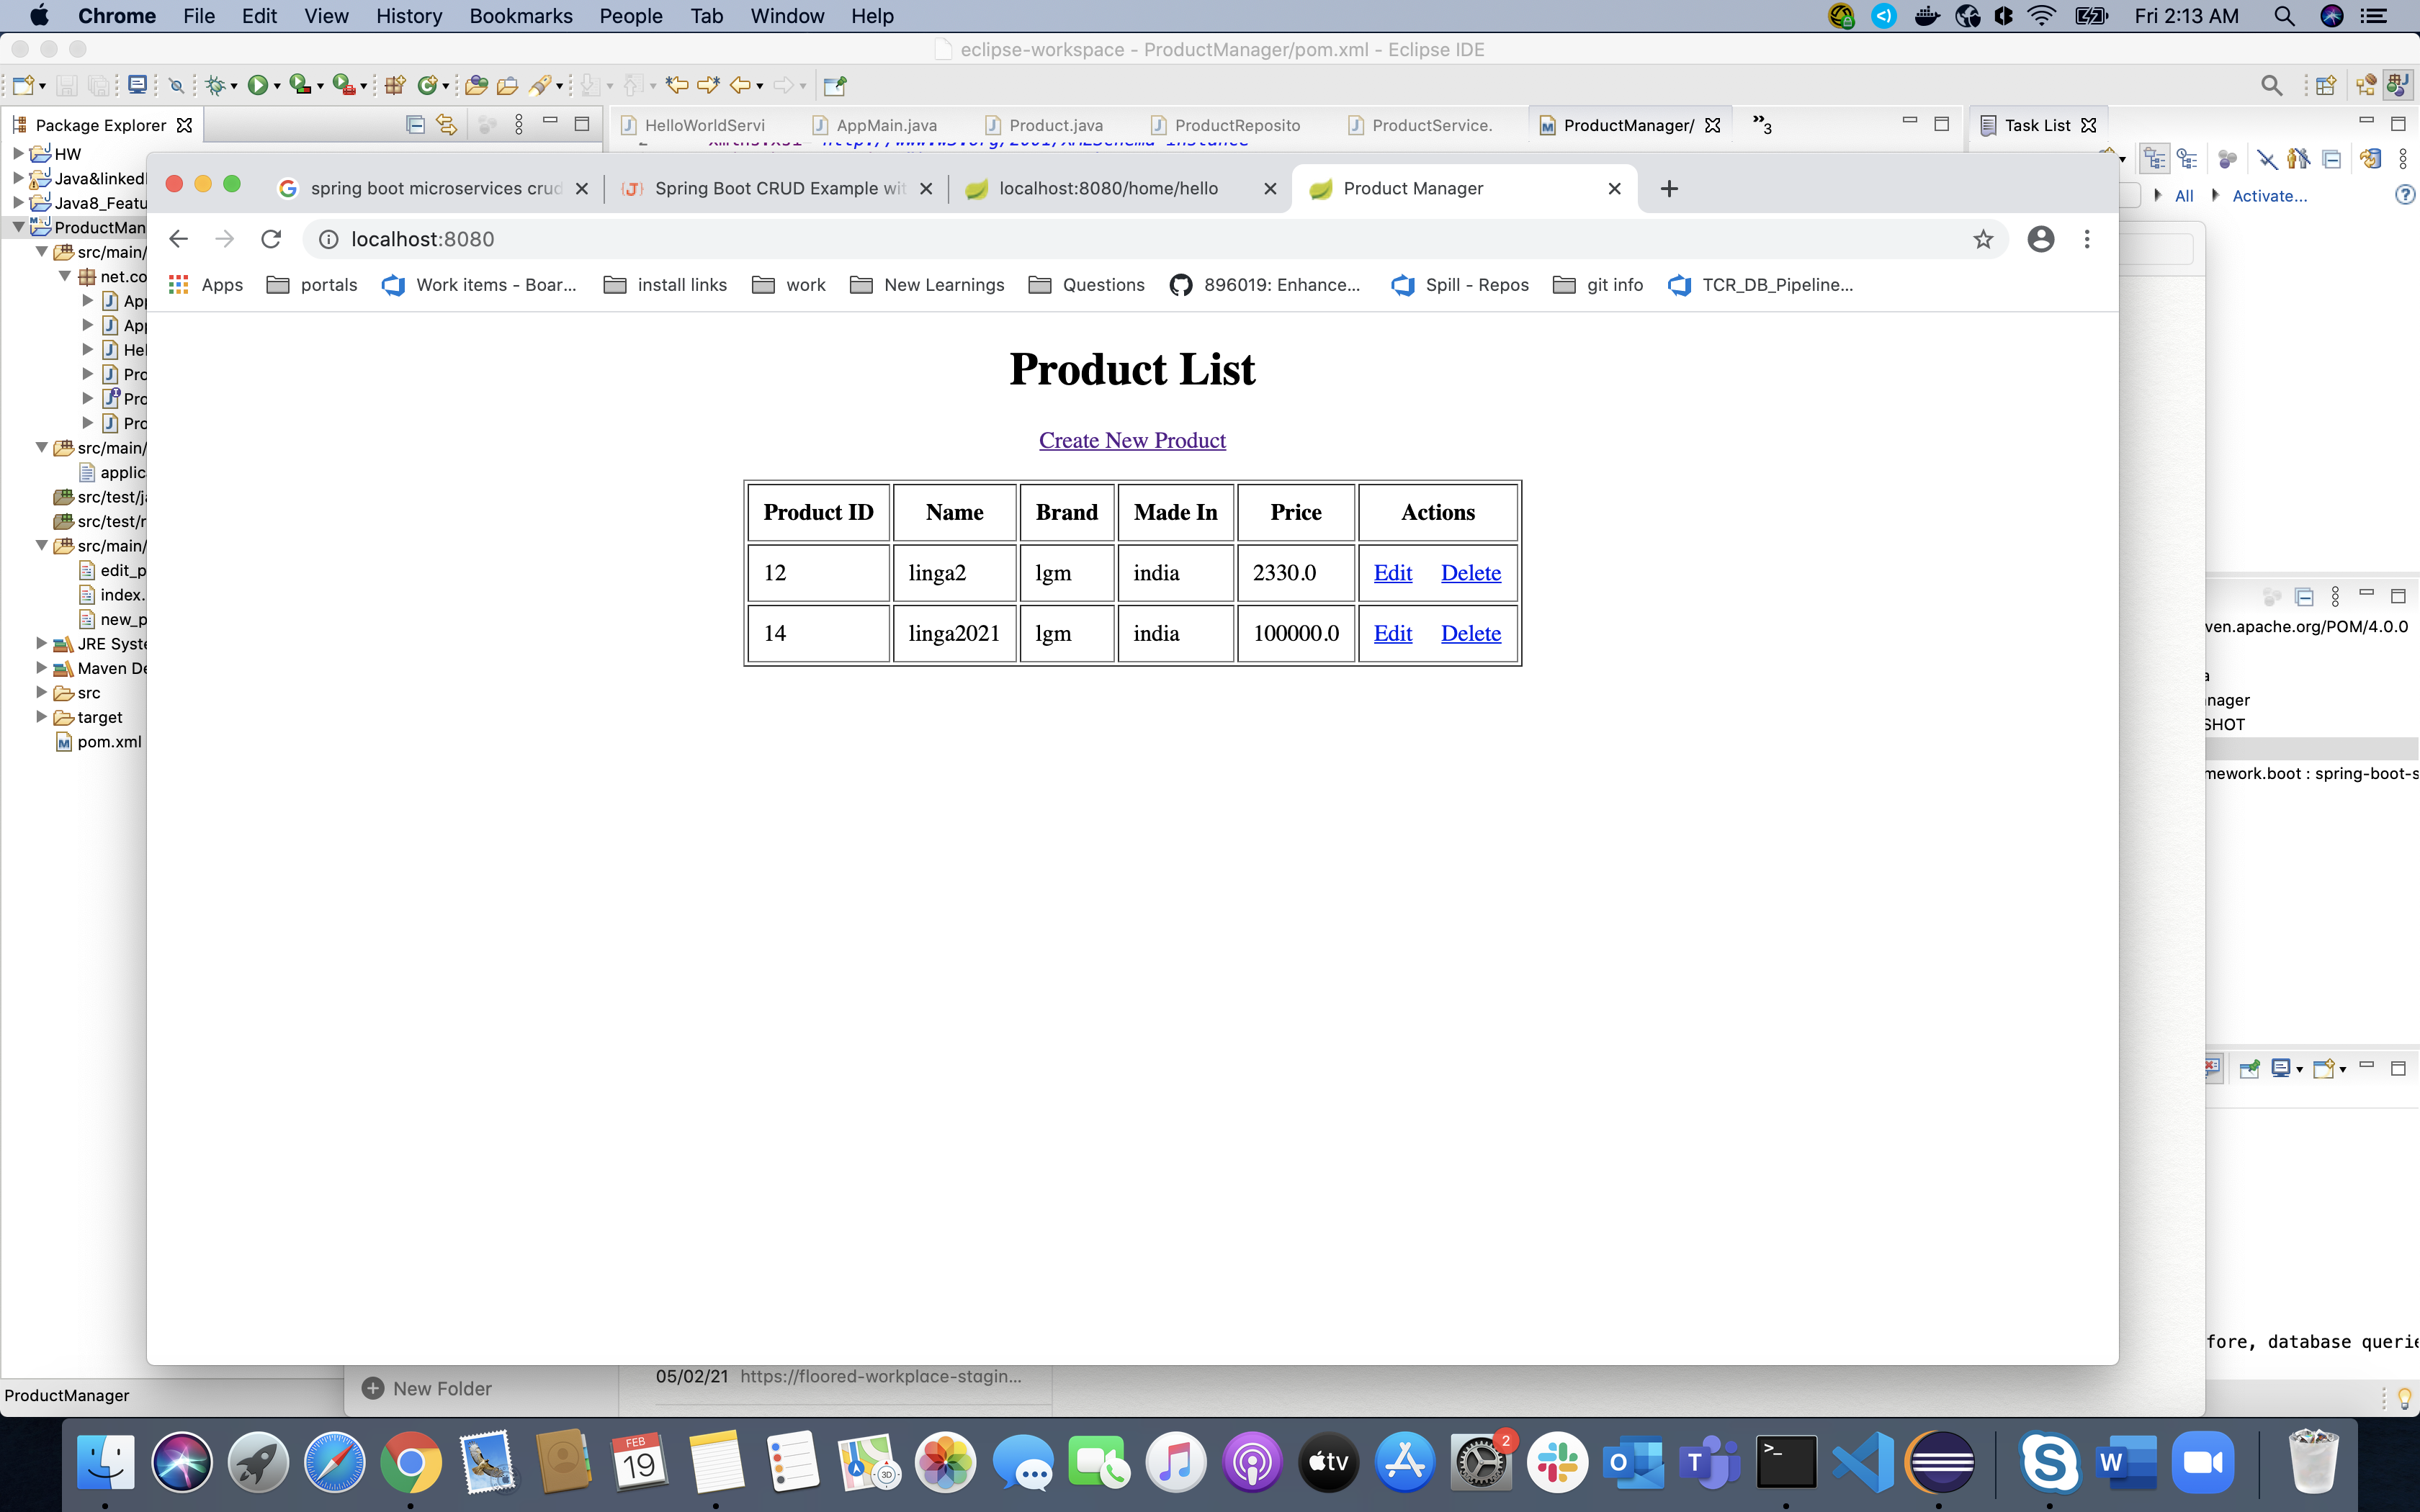 Chrome File Edit View History Bookmarks People Tab Window Help Fri 2:13 AM
eclipse-workspace - ProductManager/pom.xml - Eclipse IDE
Package Explorer HelloWorldServi AppMain.java Product.java ProductReposito ProductService. ProductManager/ »3 Task List
HW
Java&linkedl
Java8_Featu
ProductMan
src/main/
net.co
App
App
Hel
Pro
Pro
Pro
src/main/
applic
src/test/ja
src/test/r
src/main/
edit_p
index.
new_p
JRE Syste
Maven De
src
target
pom.xml
All Activate...
spring boot microservices crud Spring Boot CRUD Example wit localhost:8080/home/hello Product Manager
localhost:8080
Apps portals Work items - Boar... install links work New Learnings Questions 896019: Enhance... Spill - Repos git info TCR_DB_Pipeline...
Product List
Create New Product
Product ID Name Brand Made In Price Actions
12 linga2 lgm india 2330.0 Edit Delete
14 linga2021 lgm india 100000.0 Edit Delete
ven.apache.org/POM/4.0.0
nager
SHOT
mework.boot : spring-boot-s
fore, database querie
05/02/21 https://floored-workplace-stagin...
New Folder
ProductManager
FEB
19
3D
tv
2
O
T
>_
S
W